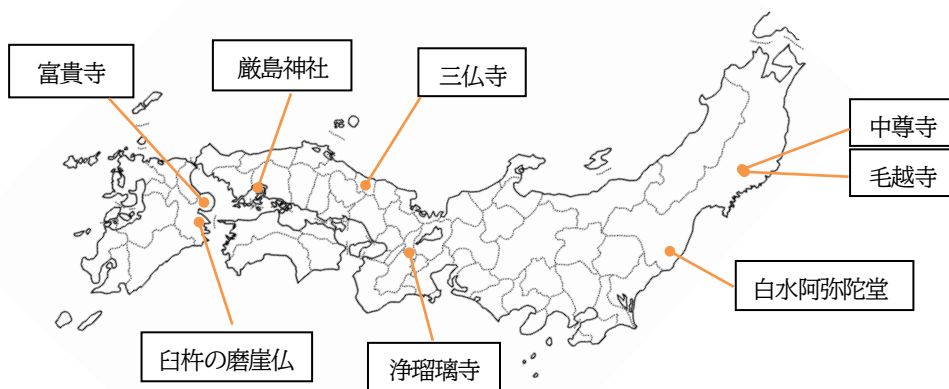 富貴寺
厳島神社
三仏寺
中尊寺
毛越寺
白水阿弥陀堂
臼杵の磨崖仏
浄瑠璃寺